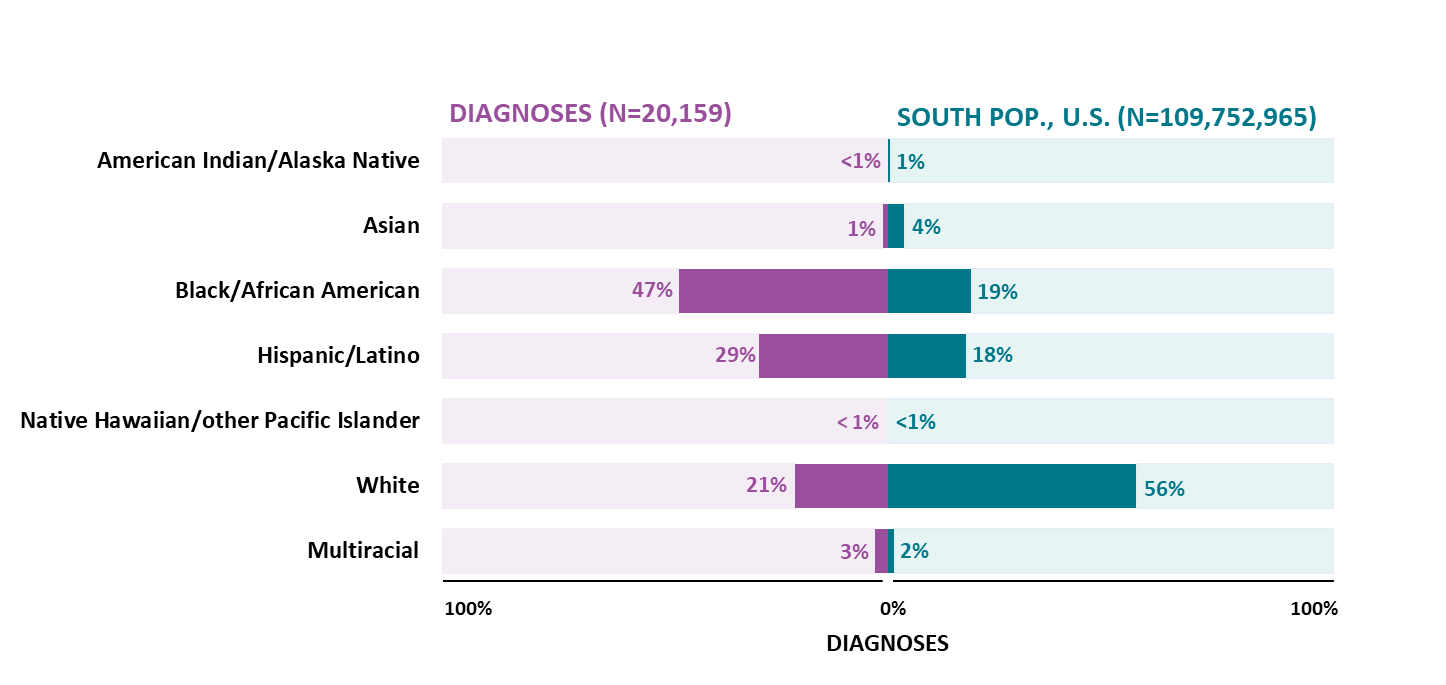 DIAGNOSES (N=20,159) SOUTH POP., U.S. (N=109,752,965)
American Indian/Alaska Native <1% 1%
Asian 1% 4%
Black/African American 47% 19%
Hispanic/Latino 29% 18%
Native Hawaiian/other Pacific Islander < 1% <1%
White 21% 56%
Multiracial 3% 2%
100% 0% 100%
DIAGNOSES